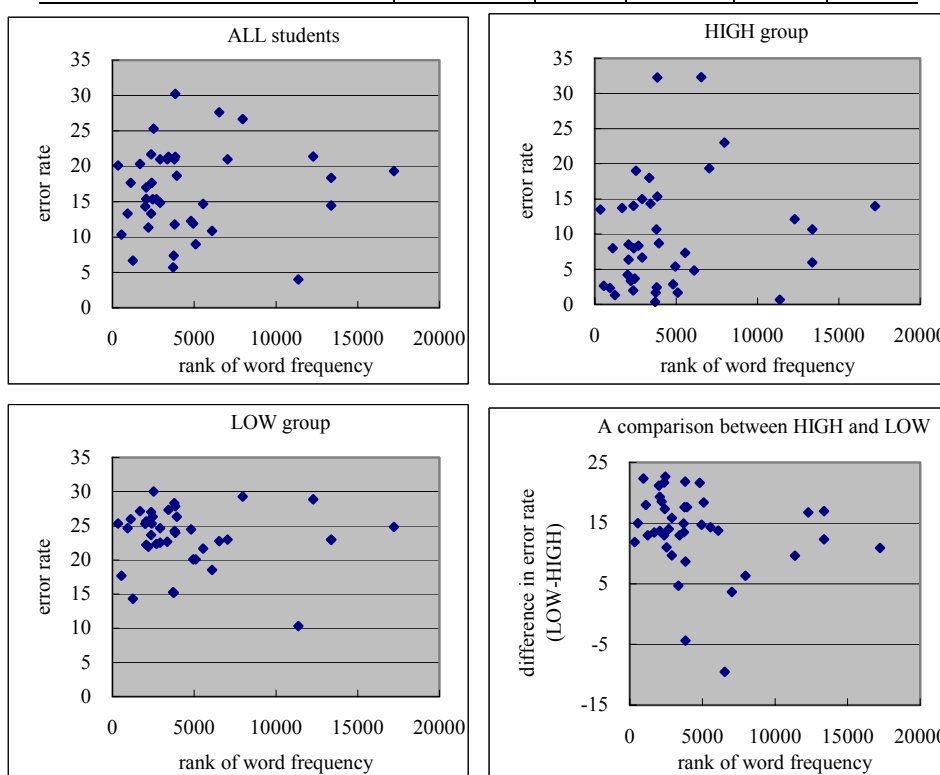 ALL students
35
30
25
20
15
10
5
0
error rate
0 5000 10000 15000 20000
rank of word frequency
HIGH group
35
30
25
20
15
10
5
0
error rate
0 5000 10000 15000 20000
rank of word frequency
LOW group
35
30
25
20
15
10
5
0
error rate
0 5000 10000 15000 20000
rank of word frequency
A comparison between HIGH and LOW
25
15
5
-5
-15
difference in error rate
(LOW-HIGH)
0 5000 10000 15000 20000
rank of word frequency